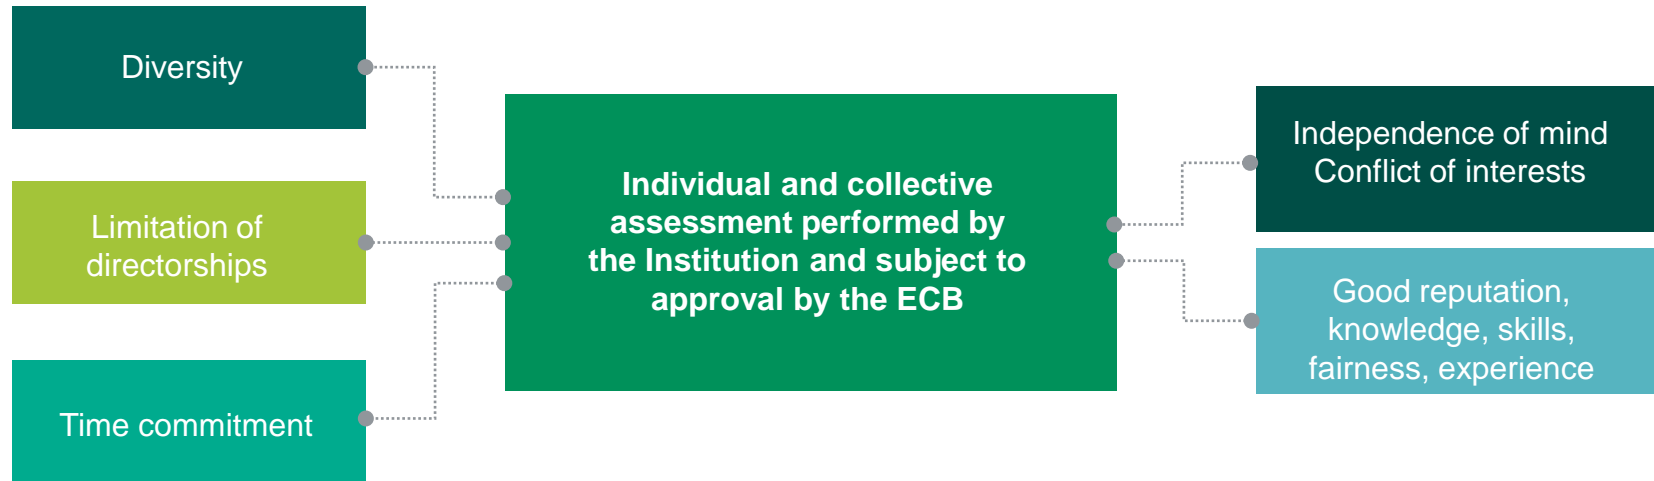 Diversity
Limitation of
directorships
Time commitment
Individual and collective
assessment performed by
the Institution and subject to
approval by the ECB
Independence of mind
Conflict of interests
Good reputation,
knowledge, skills,
fairness, experience